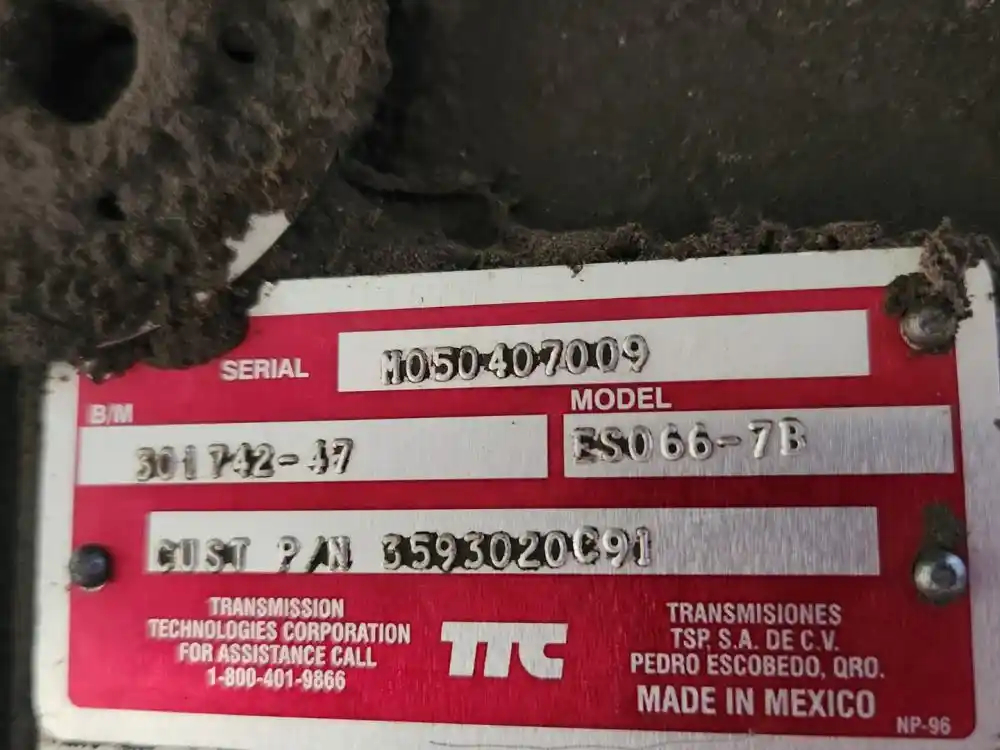 SERIAL M050407009
B/M MODEL
301742-47 ES066-7B
CUST P/N 3593020C91
TRANSMISSION
TECHNOLOGIES CORPORATION
FOR ASSISTANCE CALL
1-800-401-9866
TTC
TRANSMISIONES
TSP, S.A. DE C.V.
PEDRO ESCOBEDO, QRO.
MADE IN MEXICO
NP-96